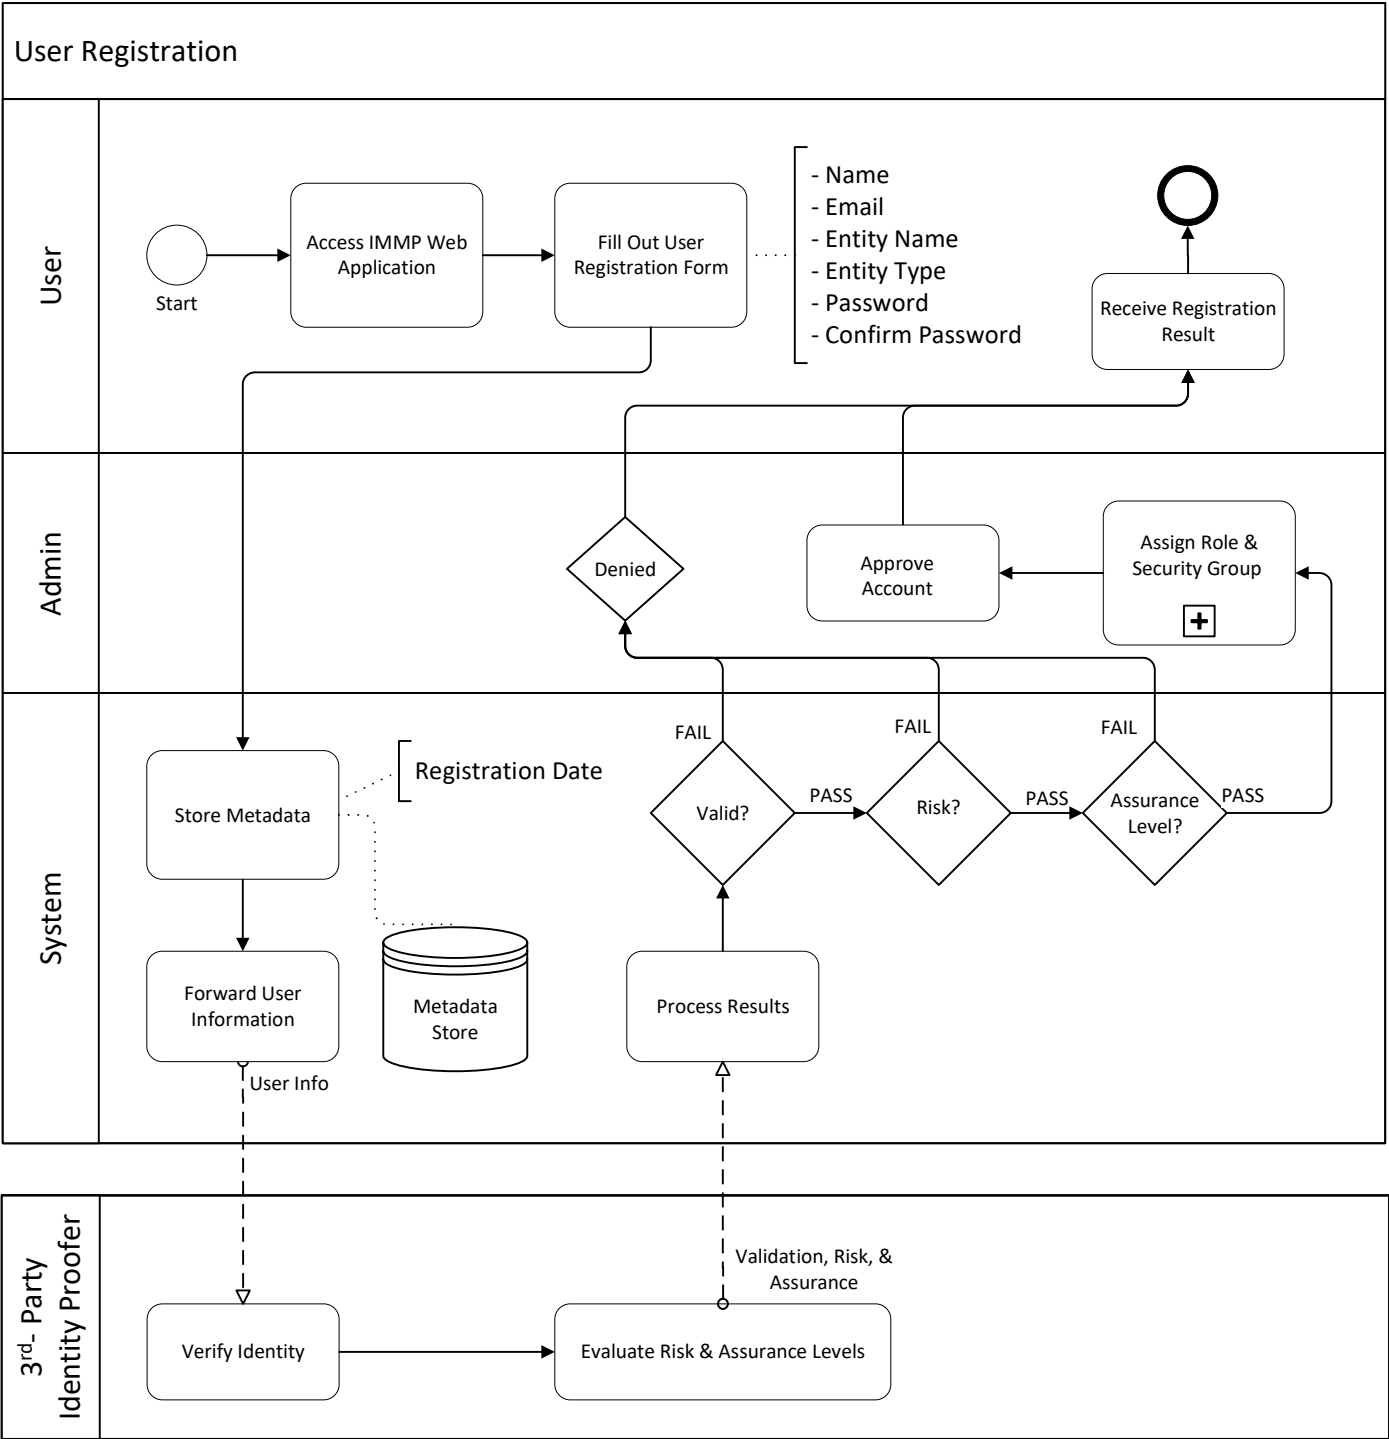 User Registration
User
Start
Access IMMP Web
Application
Fill Out User
Registration Form
- Name
- Email
- Entity Name
- Entity Type
- Password
- Confirm Password
Receive Registration
Result
Admin
Denied
Approve
Account
Assign Role &
Security Group
System
Store Metadata
Registration Date
Forward User
Information
User Info
Metadata
Store
Process Results
FAIL
Valid?
PASS
FAIL
Risk?
PASS
FAIL
Assurance
Level?
PASS
3rd- Party
Identity Proofer
Verify Identity
Evaluate Risk & Assurance Levels
Validation, Risk, &
Assurance